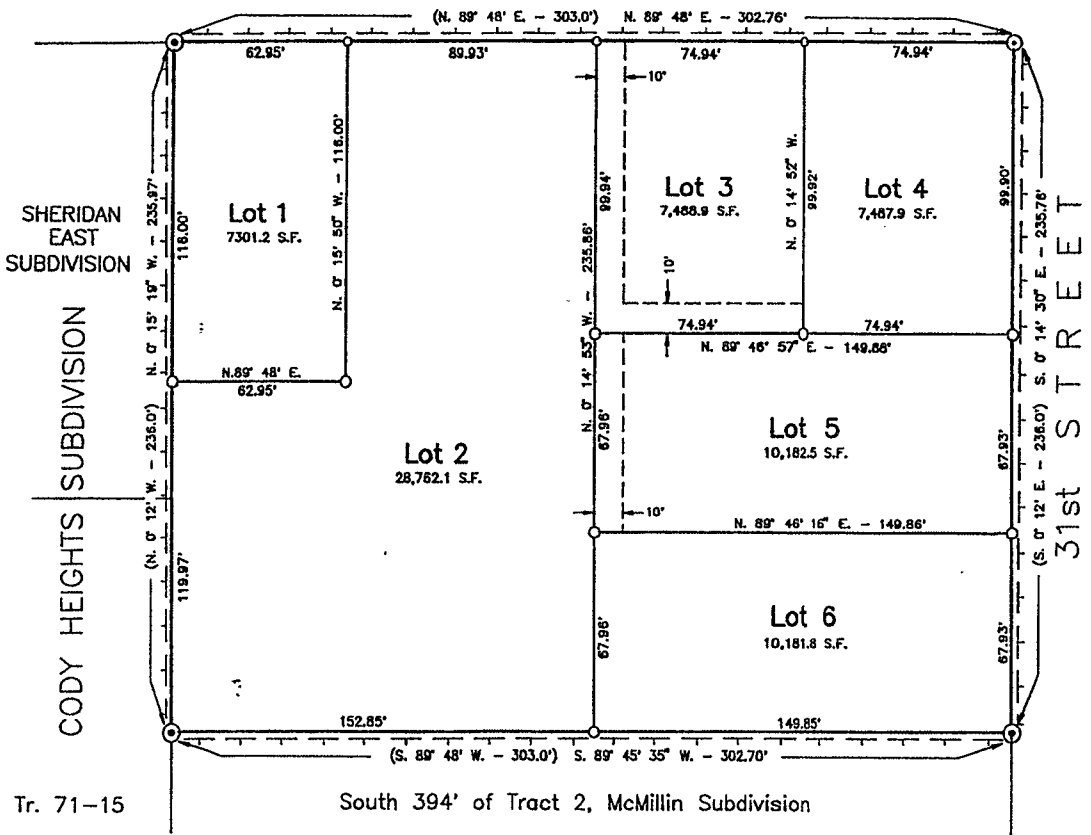 (N. 89° 48' E. - 303.0') N. 89° 48' E. - 302.76'
62.95'
89.93'
74.94'
74.94'
10'
SHERIDAN
EAST
SUBDIVISION
CODY HEIGHTS SUBDIVISION
N. 0° 15' 19" W. - 235.97'
(N. 0° 12' W. - 236.0')
116.00'
119.97'
Lot 1
7301.2 S.F.
N. 0° 15' 50" W. - 116.00'
N.89° 48' E.
62.95'
Lot 2
28,762.1 S.F.
99.94'
N. 0° 14' 53" W. - 235.86'
67.96'
67.96'
Lot 3
7,488.9 S.F.
10'
N. 0° 14' 52" W.
99.92'
Lot 4
7,487.9 S.F.
99.90'
74.94'
74.94'
N. 89° 46' 57" E. - 149.88'
Lot 5
10,182.5 S.F.
67.93'
10'
N. 89° 46' 16" E. - 149.86'
Lot 6
10,181.8 S.F.
67.93'
(S. 0° 12' E. - 236.0') S. 0° 14' 30" E. - 235.76'
31st STREET
152.85'
149.85'
(S. 89° 48' W. - 303.0') S. 89° 45' 35" W. - 302.70'
Tr. 71-15
South 394' of Tract 2, McMillin Subdivision